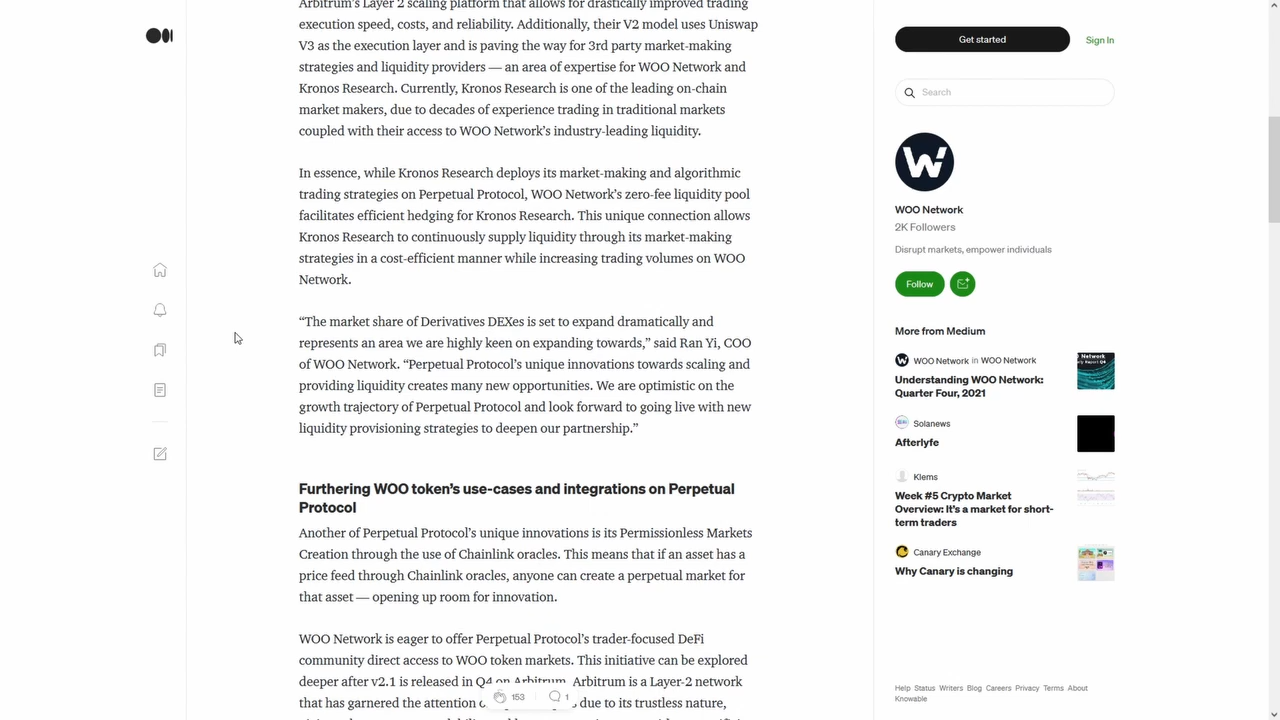 Arbitrum's Layer 2 scaling platform that allows for drastically improved trading
execution speed, costs, and reliability. Additionally, their V2 model uses Uniswap
V3 as the execution layer and is paving the way for 3rd party market-making
strategies and liquidity providers — an area of expertise for WOO Network and
Kronos Research. Currently, Kronos Research is one of the leading on-chain
market makers, due to decades of experience trading in traditional markets
coupled with their access to WOO Network's industry-leading liquidity.
In essence, while Kronos Research deploys its market-making and algorithmic
trading strategies on Perpetual Protocol, WOO Network's zero-fee liquidity pool
facilitates efficient hedging for Kronos Research. This unique connection allows
Kronos Research to continuously supply liquidity through its market-making
strategies in a cost-efficient manner while increasing trading volumes on WOO
Network.
“The market share of Derivatives DEXes is set to expand dramatically and
represents an area we are highly keen on expanding towards,” said Ran Yi, COO
of WOO Network. “Perpetual Protocol's unique innovations towards scaling and
providing liquidity creates many new opportunities. We are optimistic on the
growth trajectory of Perpetual Protocol and look forward to going live with new
liquidity provisioning strategies to deepen our partnership.”
Furthering WOO token's use-cases and integrations on Perpetual
Protocol
Another of Perpetual Protocol's unique innovations is its Permissionless Markets
Creation through the use of Chainlink oracles. This means that if an asset has a
price feed through Chainlink oracles, anyone can create a perpetual market for
that asset — opening up room for innovation.
WOO Network is eager to offer Perpetual Protocol's trader-focused DeFi
community direct access to WOO token markets. This initiative can be explored
deeper after v2.1 is released in Q4 on Arbitrum. Arbitrum is a Layer-2 network
that has garnered the attention of due to its trustless nature,
153 1
Get started Sign In
Search
W
WOO Network
2K Followers
Disrupt markets, empower individuals
Follow
More from Medium
WOO Network in WOO Network
Understanding WOO Network:
Quarter Four, 2021
Solanews
Afterlyfe
Klems
Week #5 Crypto Market
Overview: It's a market for short-
term traders
Canary Exchange
Why Canary is changing
Help Status Writers Blog Careers Privacy Terms About
Knowable